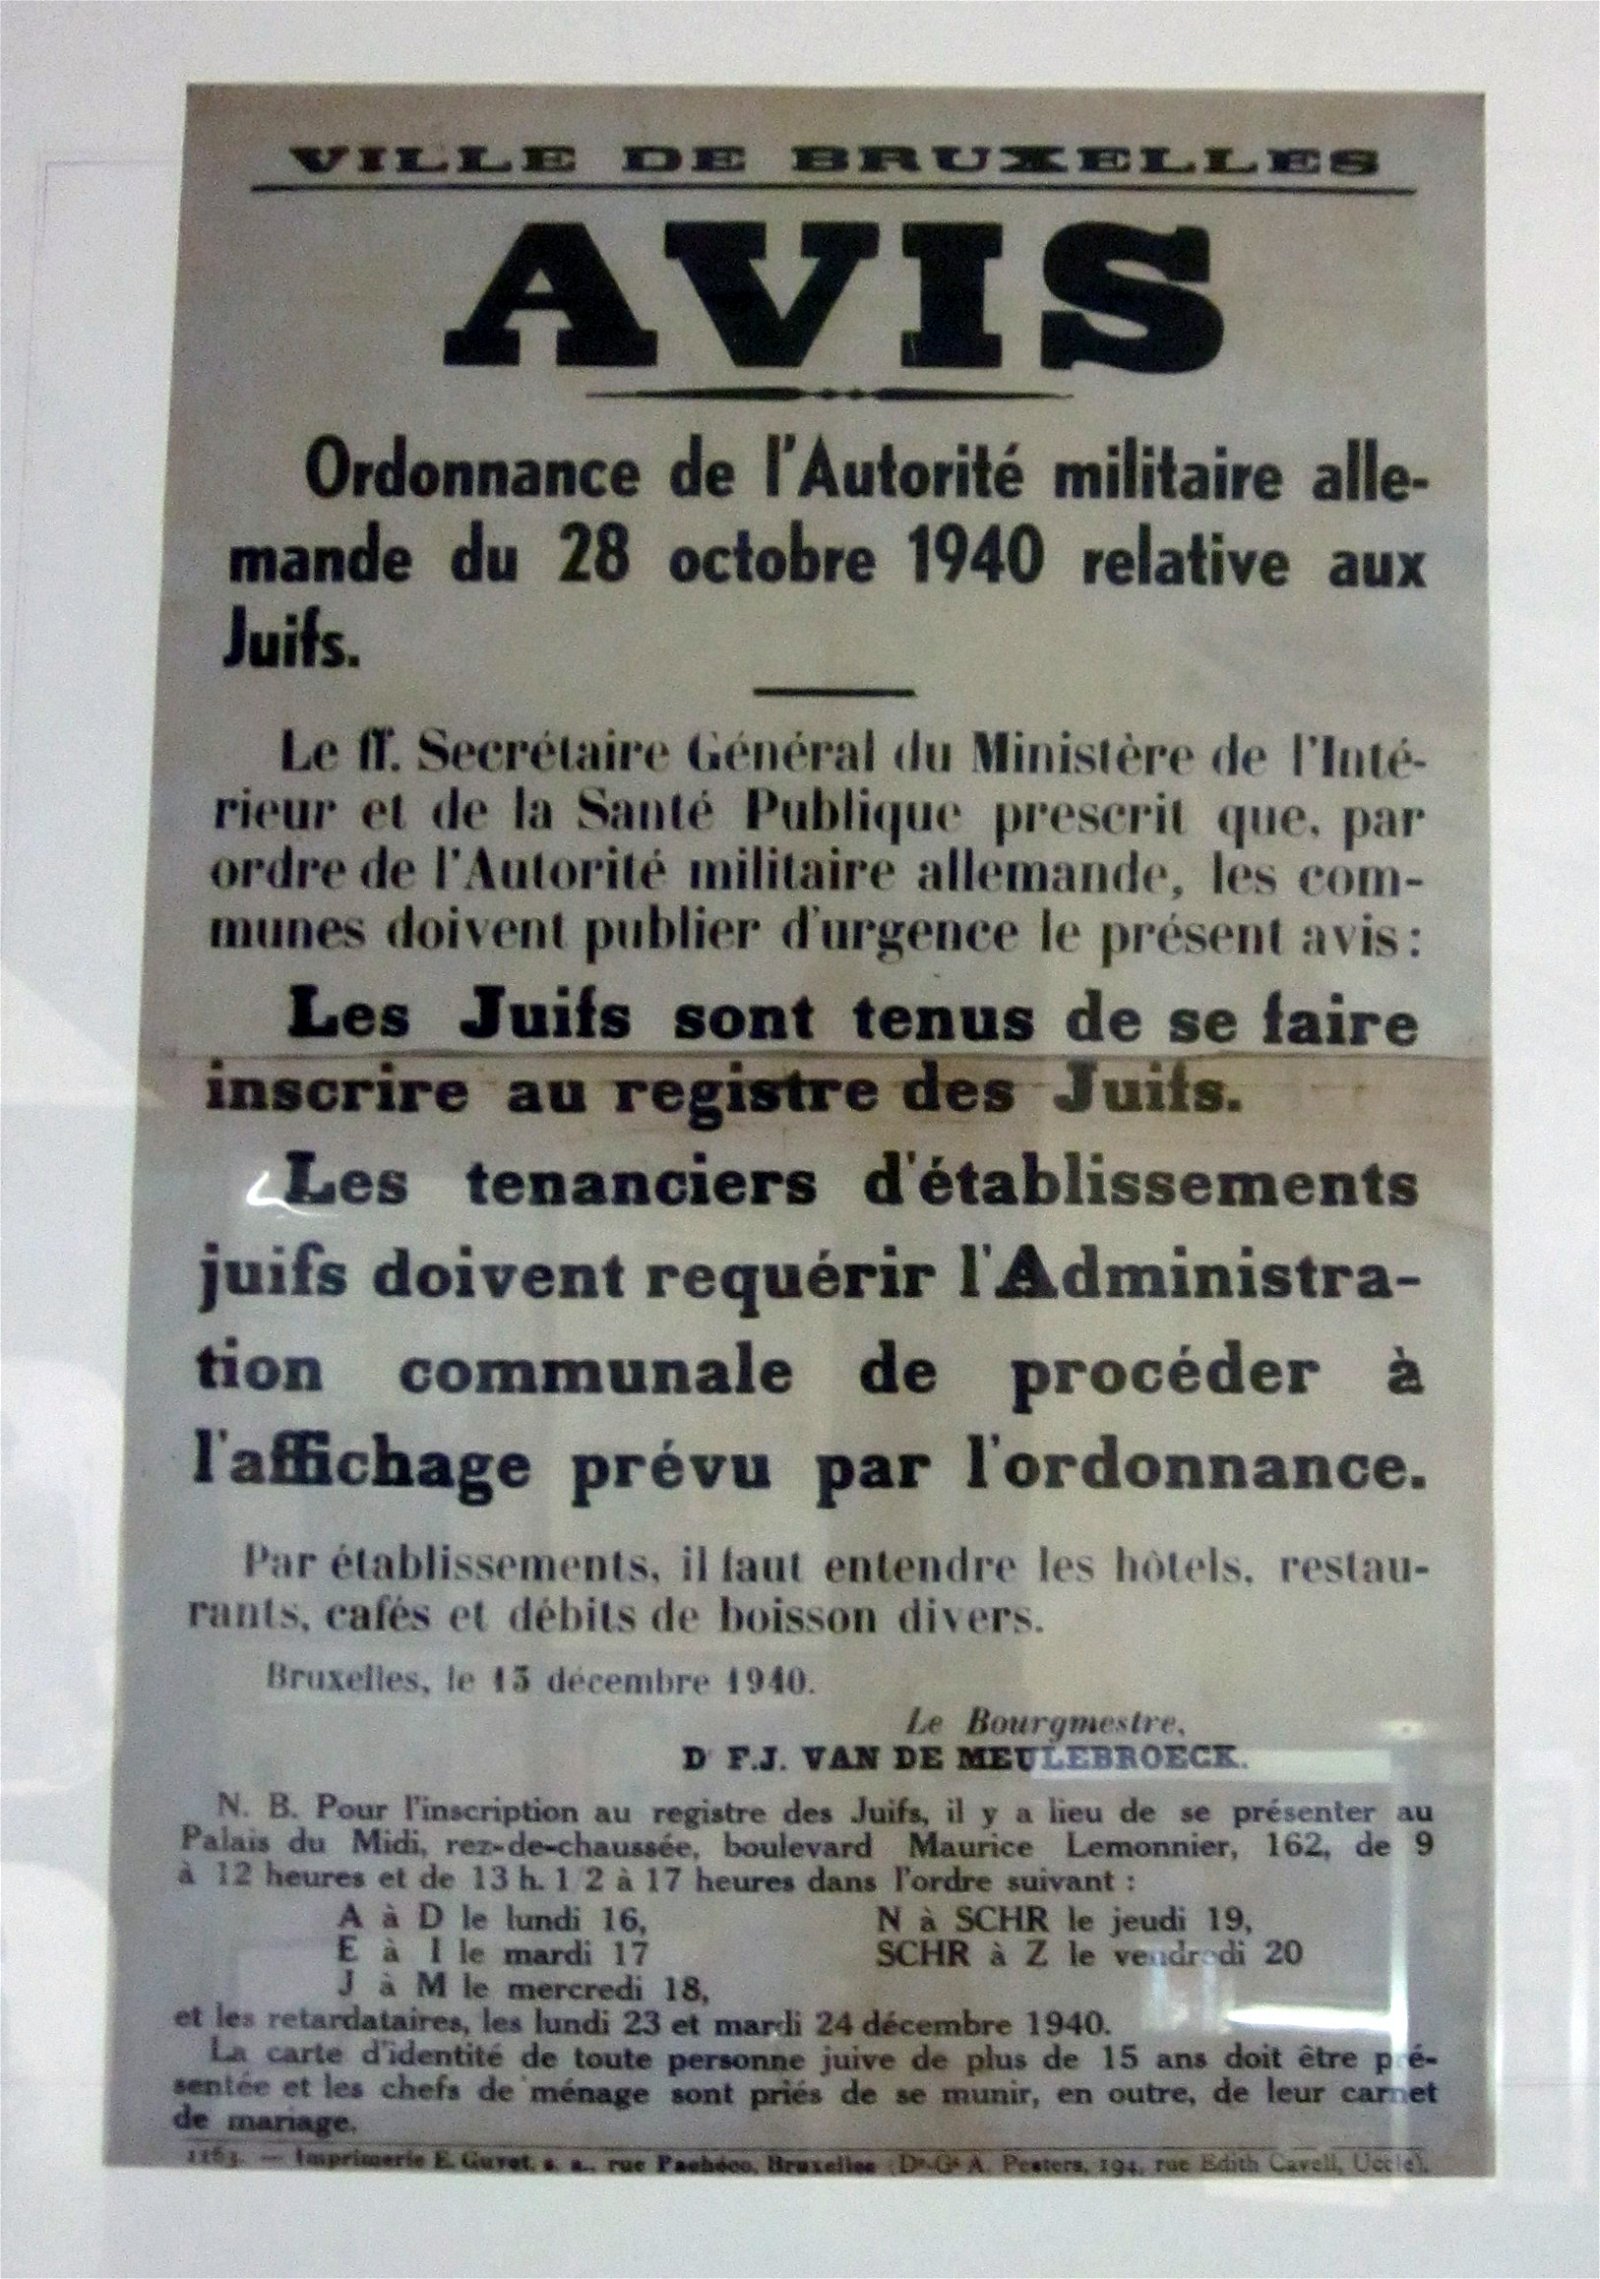 VILLE DE BRUXELLES
AVIS
Ordonnance de l'Autorité militaire alle-
mande du 28 octobre 1940 relative aux
Juifs.
Le ff. Secrétaire Général du Ministère de l'Inté-
rieur et de la Santé Publique prescrit que, par
ordre de l'Autorité militaire allemande, les com-
munes doivent publier d'urgence le présent avis :
Les Juifs sont tenus de se faire
inscrire au registre des Juifs.
Les tenanciers d'établissements
juifs doivent requérir l'Administra-
tion communale de procéder à
l'affichage prévu par l'ordonnance.
Par établissements, il faut entendre les hôtels, restau-
rants, cafés et débits de boisson divers.
Bruxelles, le 13 décembre 1940.
Le Bourgmestre,
Dr F.J. VAN DE MEULEBROECK.
N. B. Pour l'inscription au registre des Juifs, il y a lieu de se présenter au
Palais du Midi, rez-de-chaussée, boulevard Maurice Lemonnier, 162, de 9
à 12 heures et de 13 h. 1 2 à 17 heures dans l'ordre suivant :
A à D le lundi 16,
E à I le mardi 17
J à M le mercredi 18,
N à SCHR le jeudi 19,
SCHR à Z le vendredi 20
et les retardataires, les lundi 23 et mardi 24 décembre 1940.
La carte d'identité de toute personne juive de plus de 15 ans doit être pré-
sentée et les chefs de ménage sont priés de se munir, en outre, de leur carnet
de mariage.
1163. — Imprimerie E. Guyot, s. a., rue Pachéco, Bruxelles (Dr-Gt A. Peeters, 194, rue Edith Cavell, Uccle).